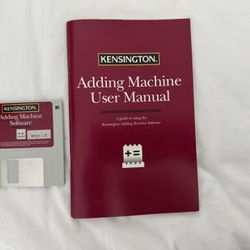 KENSINGTON
Adding Machine
Software
KENSINGTON
Adding Machine
User Manual
A guide to using the
Kensington Adding Machine Software
+ =